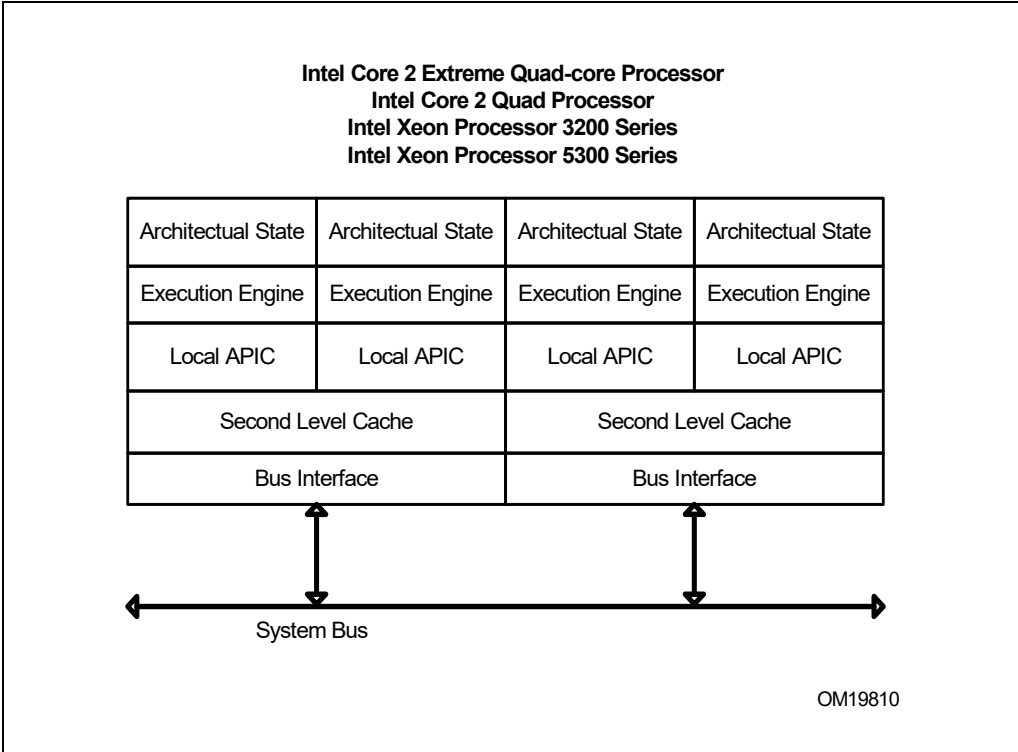 Intel Core 2 Extreme Quad-core Processor
Intel Core 2 Quad Processor
Intel Xeon Processor 3200 Series
Intel Xeon Processor 5300 Series
Architectual State Architectual State Architectual State Architectual State
Execution Engine Execution Engine Execution Engine Execution Engine
Local APIC Local APIC Local APIC Local APIC
Second Level Cache Second Level Cache
Bus Interface Bus Interface
System Bus
OM19810